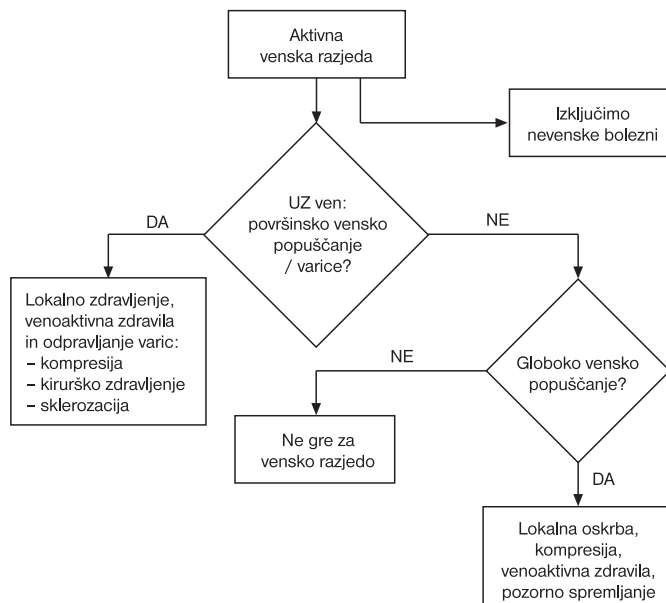 Aktivna
venska razjeda
Izključimo
nevenske bolezni
UZ ven:
površinsko vensko
popuščanje
/ varice?
DA
NE
Lokalno zdravljenje,
venoaktivna zdravila
in odpravljanje varic:
– kompresija
– kirurško zdravljenje
– sklerozacija
NE
Globoko vensko
popuščanje?
Ne gre za
vensko razjedo
DA
Lokalna oskrba,
kompresija,
venoaktivna zdravila,
pozorno spremljanje